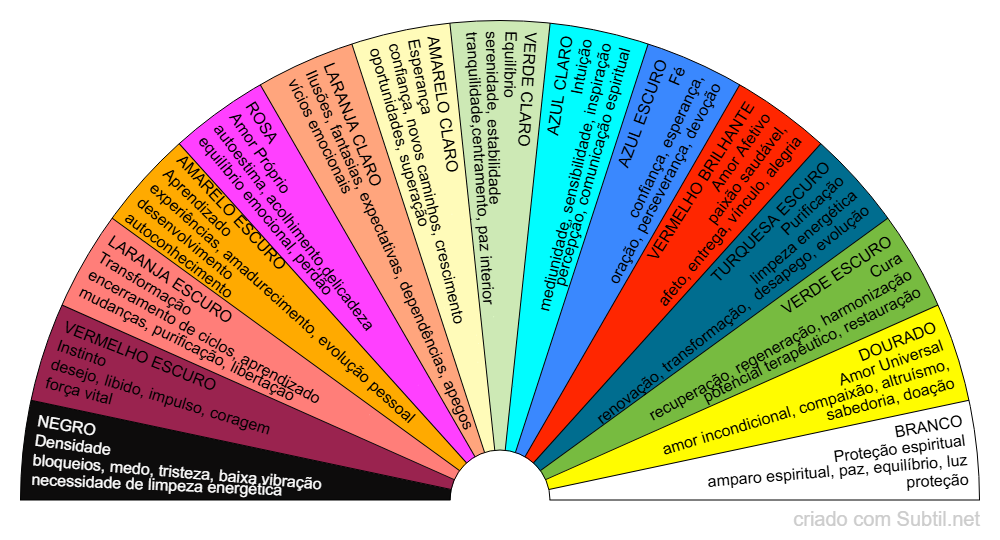 NEGRO
Densidade
bloqueios, medo, tristeza, baixa vibração
necessidade de limpeza energética
VERMELHO ESCURO
Instinto
desejo, libido, impulso, coragem
força vital
LARANJA ESCURO
Transformação
encerramento de ciclos, aprendizado
mudanças, purificação, libertação
AMARELO ESCURO
Aprendizado
experiências, amadurecimento, evolução pessoal
desenvolvimento
autoconhecimento
ROSA
Amor Próprio
autoestima, acolhimento,delicadeza
equilíbrio emocional, perdão
LARANJA CLARO
Ilusões, fantasias, expectativas, dependências, apegos
vícios emocionais
AMARELO CLARO
Esperança
confiança, novos caminhos, crescimento
oportunidades, superação
VERDE CLARO
Equilíbrio
serenidade, estabilidade
tranquilidade,centramento, paz interior
AZUL CLARO
Intuição
mediunidade, sensibilidade, inspiração
percepção, comunicação espiritual
AZUL ESCURO
Fé
confiança, esperança,
oração, perseverança, devoção
VERMELHO BRILHANTE
Amor Afetivo
paixão saudável,
afeto, entrega, vínculo, alegria
TURQUESA ESCURO
Purificação
limpeza energética
renovação, transformação, desapego, evolução
VERDE ESCURO
Cura
recuperação, regeneração, harmonização
potencial terapêutico, restauração
DOURADO
Amor Universal
amor incondicional, compaixão, altruísmo,
sabedoria, doação
BRANCO
Proteção espiritual
amparo espiritual, paz, equilíbrio, luz
proteção
criado com Subtil.net